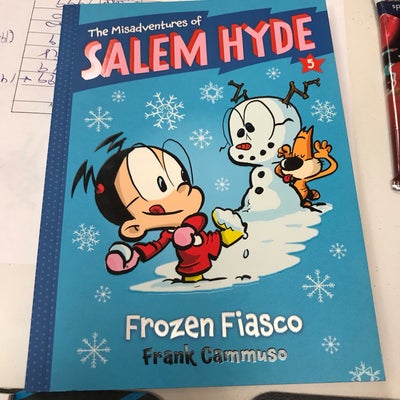 The Misadventures of
SALEM HYDE
5
Frozen Fiasco
Frank Cammuso